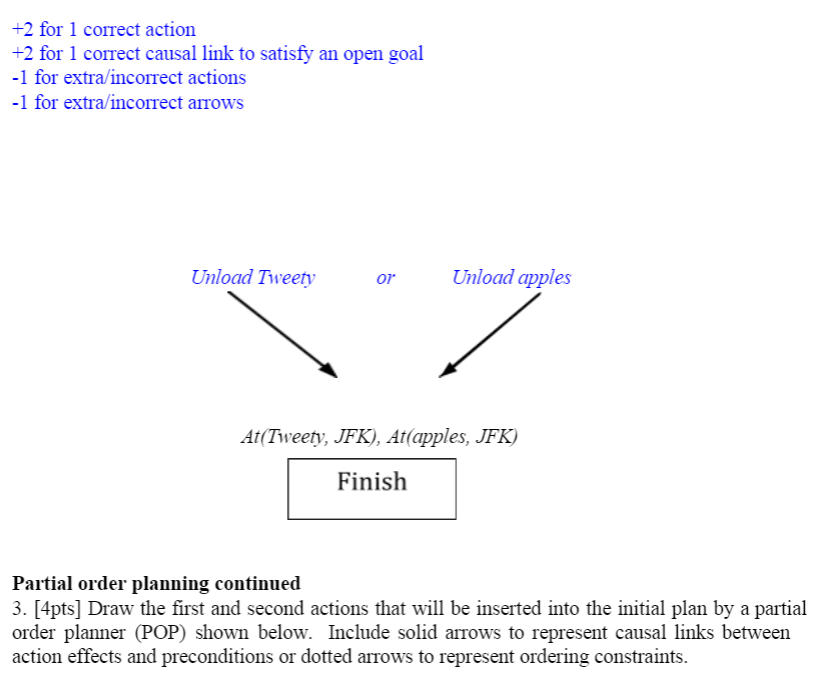 +2 for 1 correct action
+2 for 1 correct causal link to satisfy an open goal
-1 for extra/incorrect actions
-1 for extra/incorrect arrows
Unload Tweety or Unload apples
At(Tweety, JFK), At(apples, JFK)
Finish
Partial order planning continued
3. [4pts] Draw the first and second actions that will be inserted into the initial plan by a partial
order planner (POP) shown below. Include solid arrows to represent causal links between
action effects and preconditions or dotted arrows to represent ordering constraints.